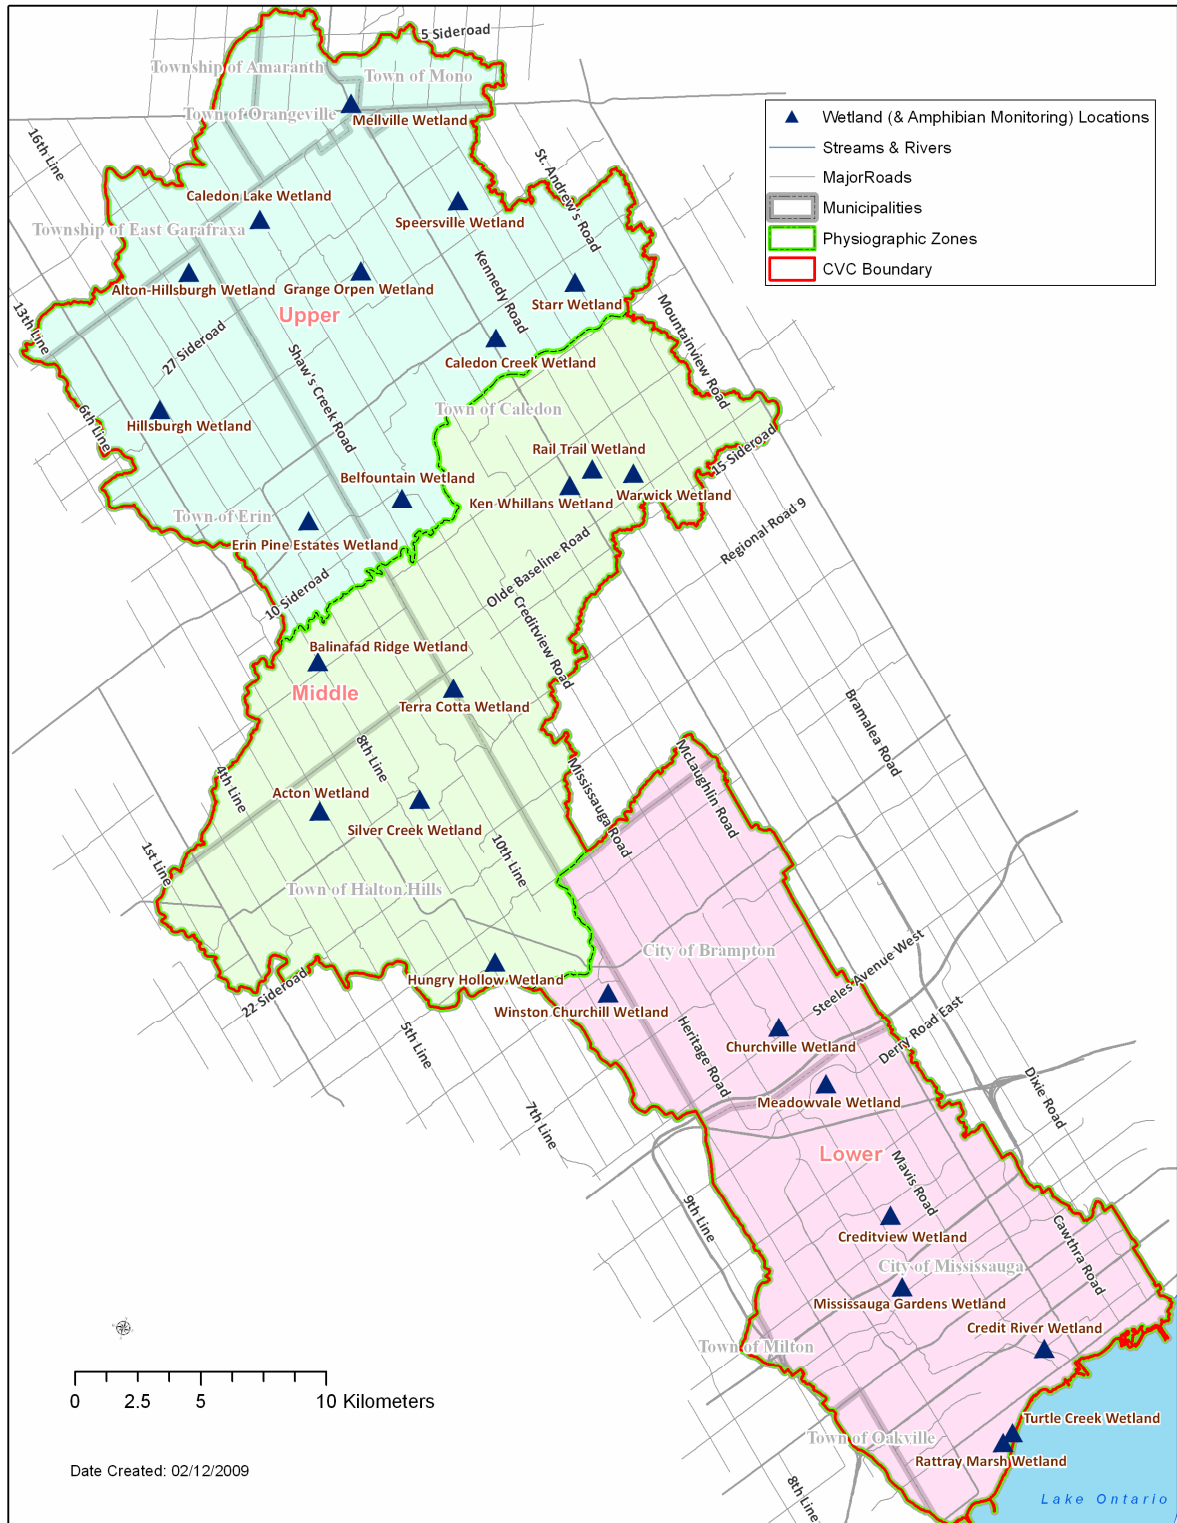 5 Sideroad
Township of Amaranth
Town of Mono
Town of Orangeville
Mellville Wetland
Wetland (& Amphibian Monitoring) Locations
Streams & Rivers
MajorRoads
Municipalities
Physiographic Zones
CVC Boundary
16th Line
St. Andrew's Road
Caledon Lake Wetland
Speersville Wetland
Township of East Garafraxa
Kennedy Road
Alton-Hillsburgh Wetland
Grange Orpen Wetland
Starr Wetland
Upper
13th Line
27 Sideroad
Mountainview Road
Caledon Creek Wetland
Shaw's Creek Road
Town of Caledon
6th Line
Hillsburgh Wetland
Rail Trail Wetland
15 Sideroad
Belfountain Wetland
Warwick Wetland
Ken Whillans Wetland
Town of Erin
Regional Road 9
Erin Pine Estates Wetland
Olde Baseline Road
10 Sideroad
Creditview Road
Balinafad Ridge Wetland
Middle
Terra Cotta Wetland
Bramalea Road
8th Line
McLaughlin Road
4th Line
Mississauga Road
Acton Wetland
Silver Creek Wetland
1st Line
10th Line
Town of Halton Hills
City of Brampton
Steeles Avenue West
Hungry Hollow Wetland
22 Sideroad
Winston Churchill Wetland
5th Line
Heritage Road
Churchville Wetland
Derry Road East
Meadowvale Wetland
Dixie Road
7th Line
Lower
Mavis Road
9th Line
Creditview Wetland
Cawthra Road
City of Mississauga
Mississauga Gardens Wetland
Credit River Wetland
Town of Milton
0 2.5 5 10 Kilometers
Turtle Creek Wetland
Town of Oakville
Rattray Marsh Wetland
Date Created: 02/12/2009
8th Line
Lake Ontario